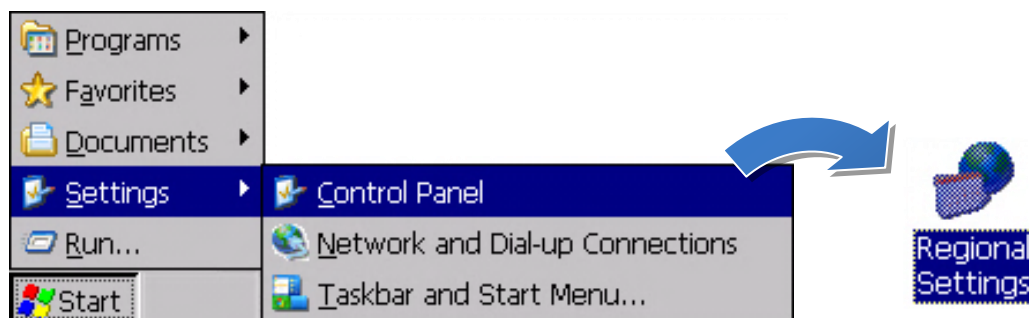 Programs
Favorites
Documents
Settings
Run...
Start
Control Panel
Network and Dial-up Connections
Taskbar and Start Menu...
Regional
Settings